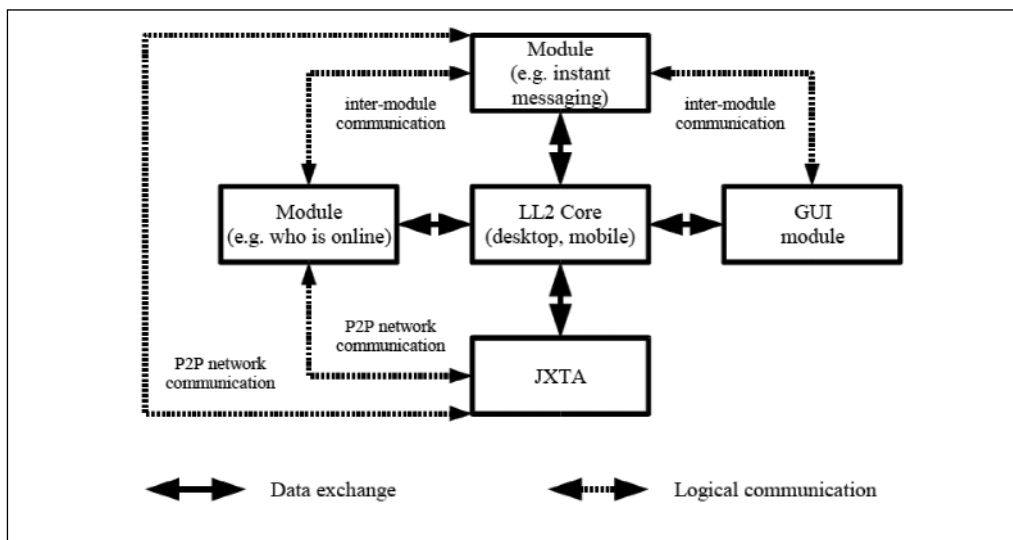 Module
(e.g. instant
messaging)
inter-module
communication
inter-module
communication
Module
(e.g. who is online)
LL2 Core
(desktop, mobile)
GUI
module
P2P network
communication
P2P network
communication
JXTA
Data exchange
Logical communication